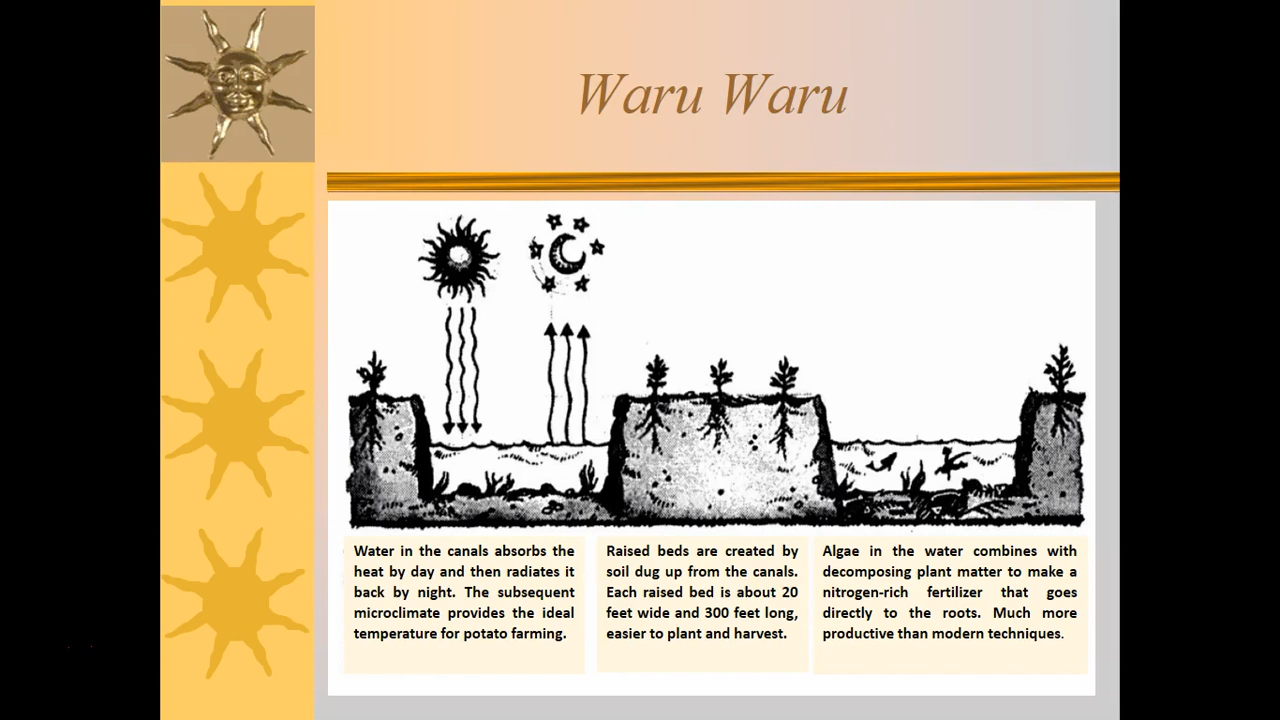 Waru Waru
Water in the canals absorbs the
heat by day and then radiates it
back by night. The subsequent
microclimate provides the ideal
temperature for potato farming.
Raised beds are created by
soil dug up from the canals.
Each raised bed is about 20
feet wide and 300 feet long,
easier to plant and harvest.
Algae in the water combines with
decomposing plant matter to make a
nitrogen-rich fertilizer that goes
directly to the roots. Much more
productive than modern techniques.